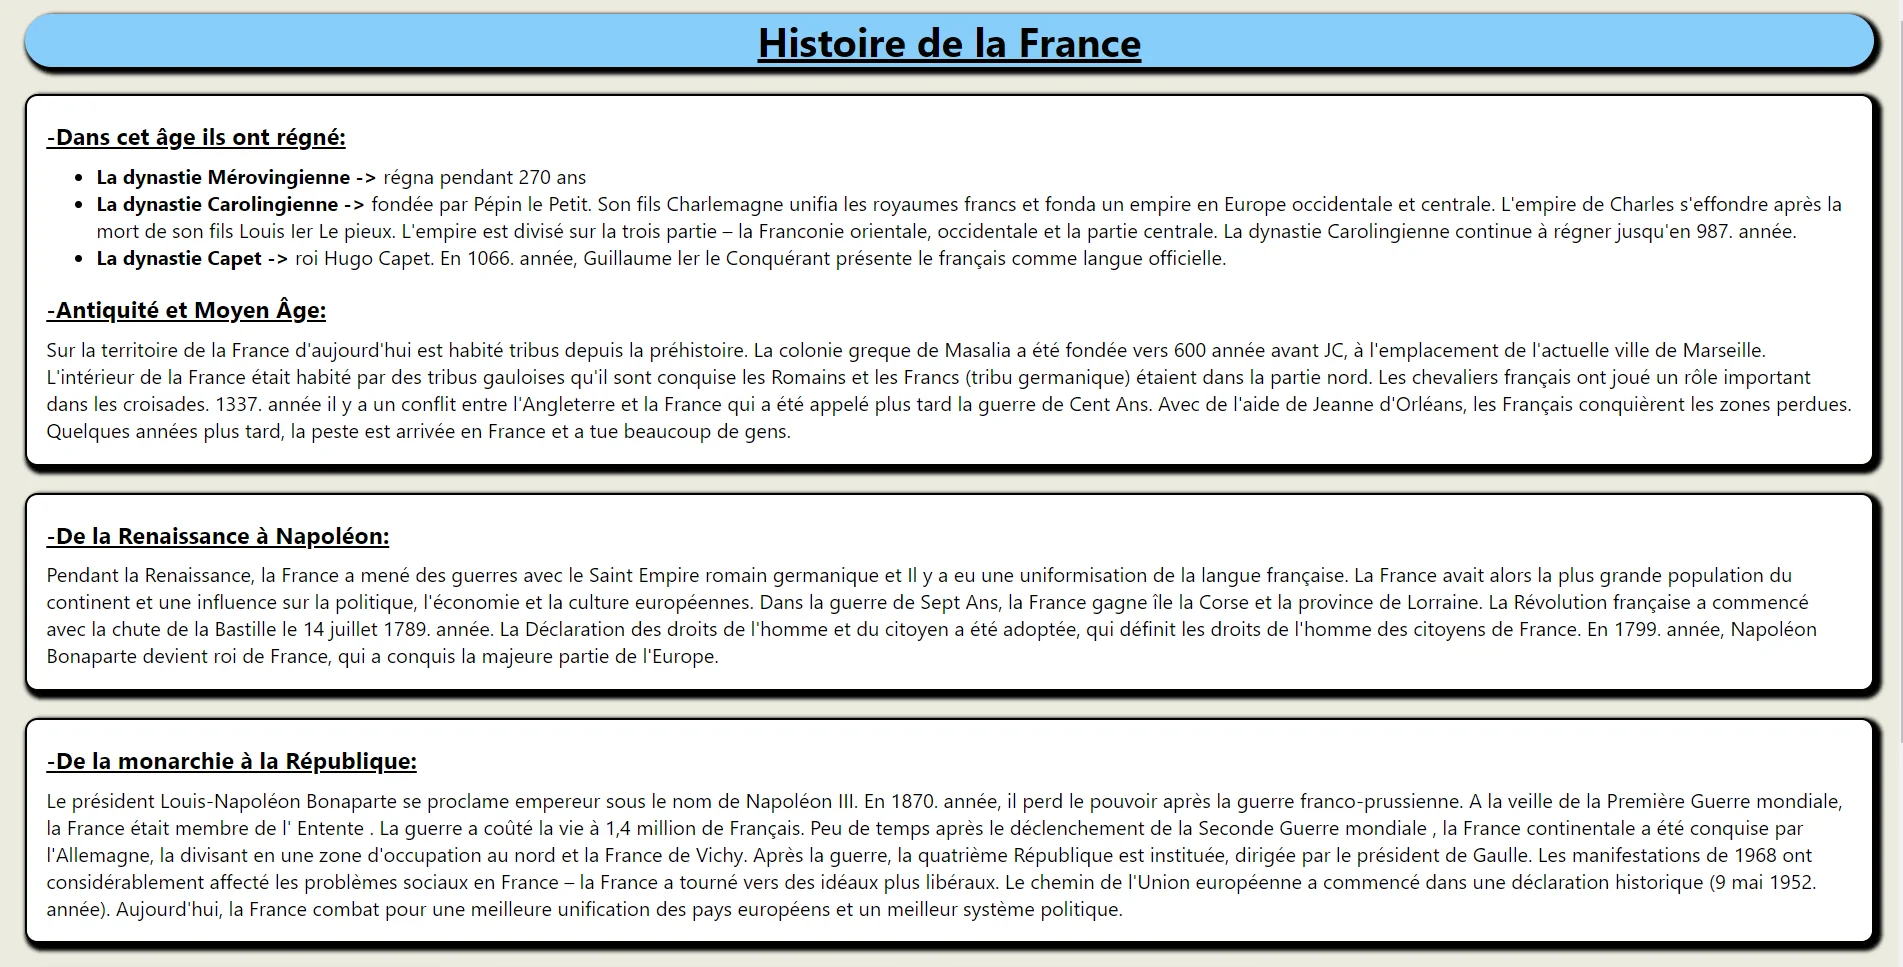 Histoire de la France
-Dans cet âge ils ont régné:
• La dynastie Mérovingienne -> régna pendant 270 ans
• La dynastie Carolingienne -> fondée par Pépin le Petit. Son fils Charlemagne unifia les royaumes francs et fonda un empire en Europe occidentale et centrale. L'empire de Charles s'effondre après la
mort de son fils Louis Ier Le pieux. L'empire est divisé sur la trois partie – la Franconie orientale, occidentale et la partie centrale. La dynastie Carolingienne continue à régner jusqu'en 987. année.
• La dynastie Capet -> roi Hugo Capet. En 1066. année, Guillaume ler le Conquérant présente le français comme langue officielle.
-Antiquité et Moyen Âge:
Sur la territoire de la France d'aujourd'hui est habité tribus depuis la préhistoire. La colonie greque de Masalia a été fondée vers 600 année avant JC, à l'emplacement de l'actuelle ville de Marseille.
L'intérieur de la France était habité par des tribus gauloises qu'il sont conquise les Romains et les Francs (tribu germanique) étaient dans la partie nord. Les chevaliers français ont joué un rôle important
dans les croisades. 1337. année il y a un conflit entre l'Angleterre et la France qui a été appelé plus tard la guerre de Cent Ans. Avec de l'aide de Jeanne d'Orléans, les Français conquièrent les zones perdues.
Quelques années plus tard, la peste est arrivée en France et a tue beaucoup de gens.
-De la Renaissance à Napoléon:
Pendant la Renaissance, la France a mené des guerres avec le Saint Empire romain germanique et Il y a eu une uniformisation de la langue française. La France avait alors la plus grande population du
continent et une influence sur la politique, l'économie et la culture européennes. Dans la guerre de Sept Ans, la France gagne île la Corse et la province de Lorraine. La Révolution française a commencé
avec la chute de la Bastille le 14 juillet 1789. année. La Déclaration des droits de l'homme et du citoyen a été adoptée, qui définit les droits de l'homme des citoyens de France. En 1799. année, Napoléon
Bonaparte devient roi de France, qui a conquis la majeure partie de l'Europe.
-De la monarchie à la République:
Le président Louis-Napoléon Bonaparte se proclame empereur sous le nom de Napoléon III. En 1870. année, il perd le pouvoir après la guerre franco-prussienne. A la veille de la Première Guerre mondiale,
la France était membre de l' Entente . La guerre a coûté la vie à 1,4 million de Français. Peu de temps après le déclenchement de la Seconde Guerre mondiale , la France continentale a été conquise par
l'Allemagne, la divisant en une zone d'occupation au nord et la France de Vichy. Après la guerre, la quatrième République est instituée, dirigée par le président de Gaulle. Les manifestations de 1968 ont
considérablement affecté les problèmes sociaux en France – la France a tourné vers des idéaux plus libéraux. Le chemin de l'Union européenne a commencé dans une déclaration historique (9 mai 1952.
année). Aujourd'hui, la France combat pour une meilleure unification des pays européens et un meilleur système politique.